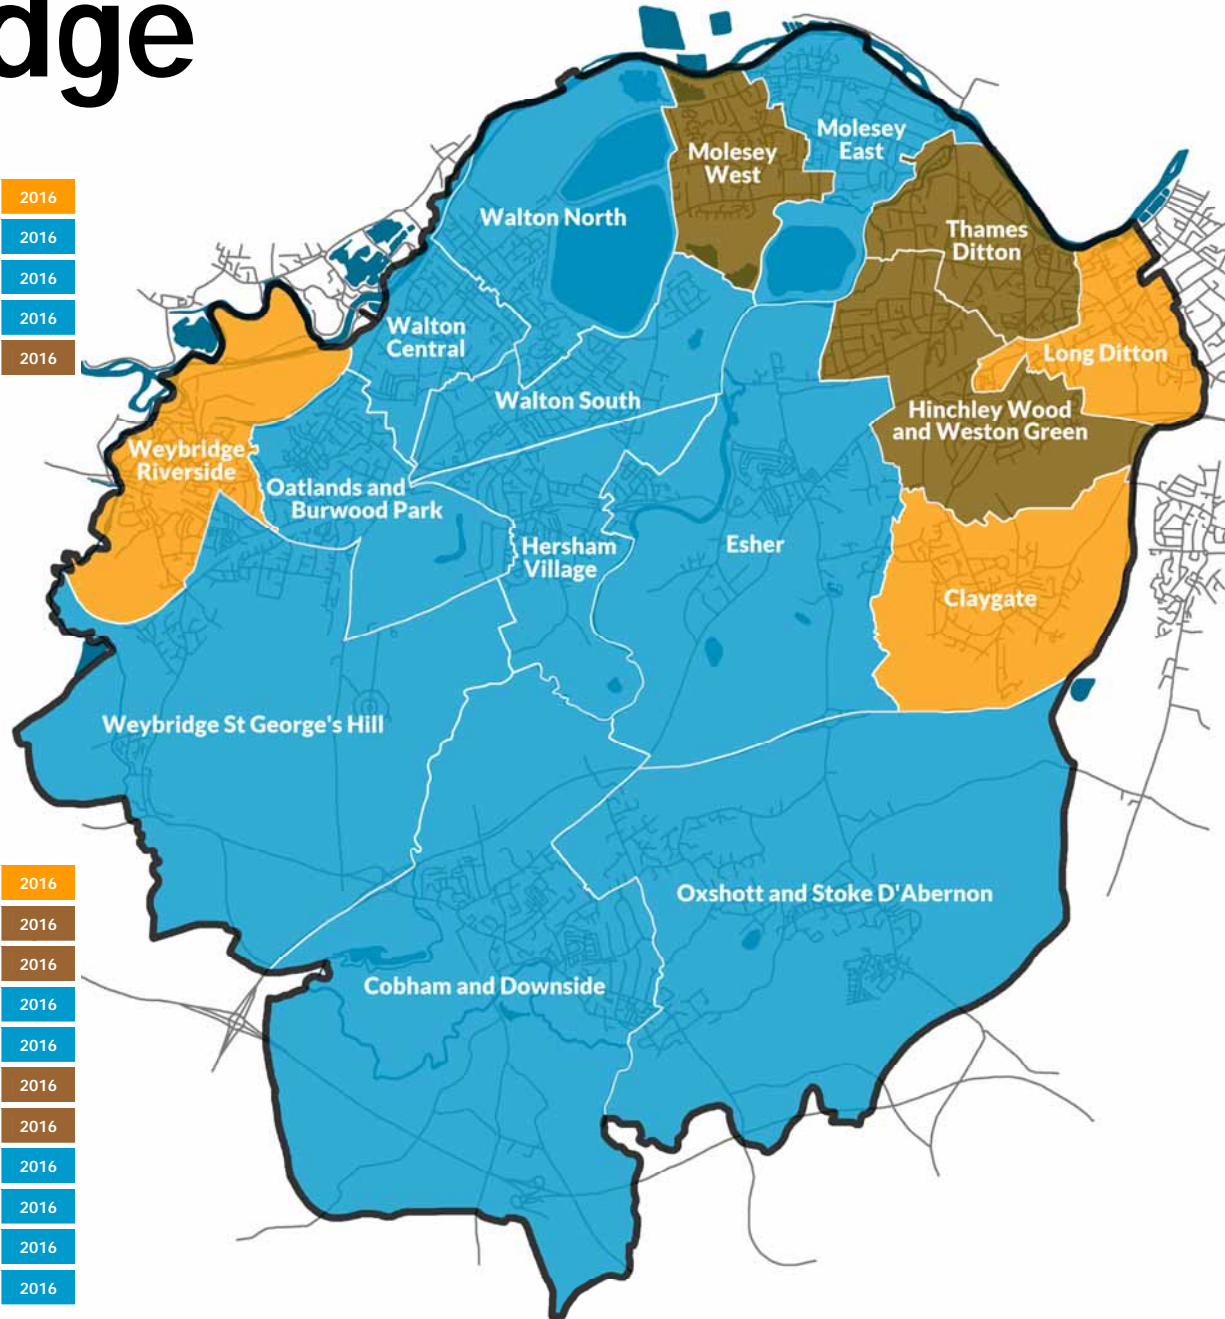 dge
2016
2016
2016
2016
2016
Molesey
East
Molesey
West
Walton North
Thames
Ditton
Walton
Central
Long Ditton
Walton South
Hinchley Wood
and Weston Green
Weybridge
Riverside
Oatlands and
Burwood Park
Hersham
Village
Esher
Claygate
Weybridge St George's Hill
Oxshott and Stoke D'Abernon
Cobham and Downside
2016
2016
2016
2016
2016
2016
2016
2016
2016
2016
2016